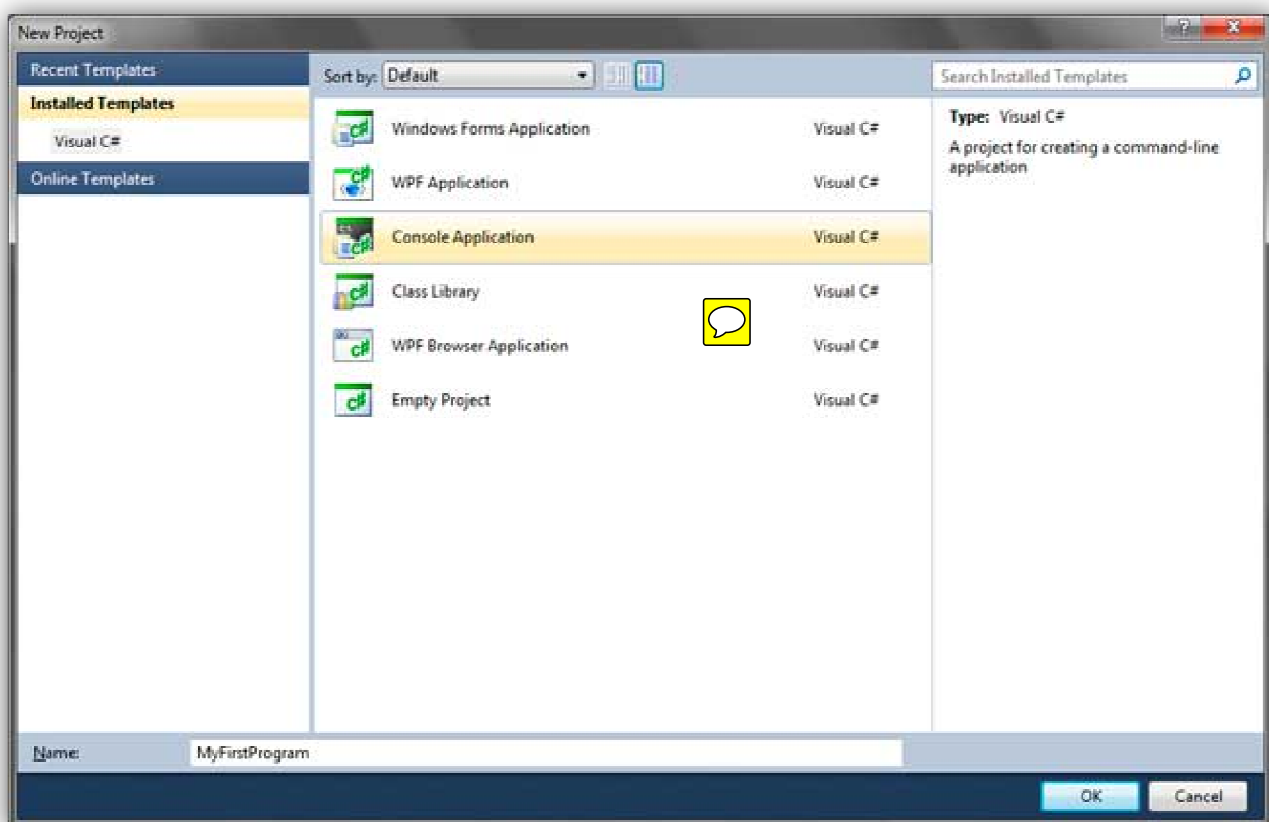 New Project
Recent Templates
Installed Templates
Visual C#
Online Templates
Sort by: Default
Windows Forms Application Visual C#
WPF Application Visual C#
Console Application Visual C#
Class Library Visual C#
WPF Browser Application Visual C#
Empty Project Visual C#
Search Installed Templates
Type: Visual C#
A project for creating a command-line
application
Name: MyFirstProgram
OK Cancel